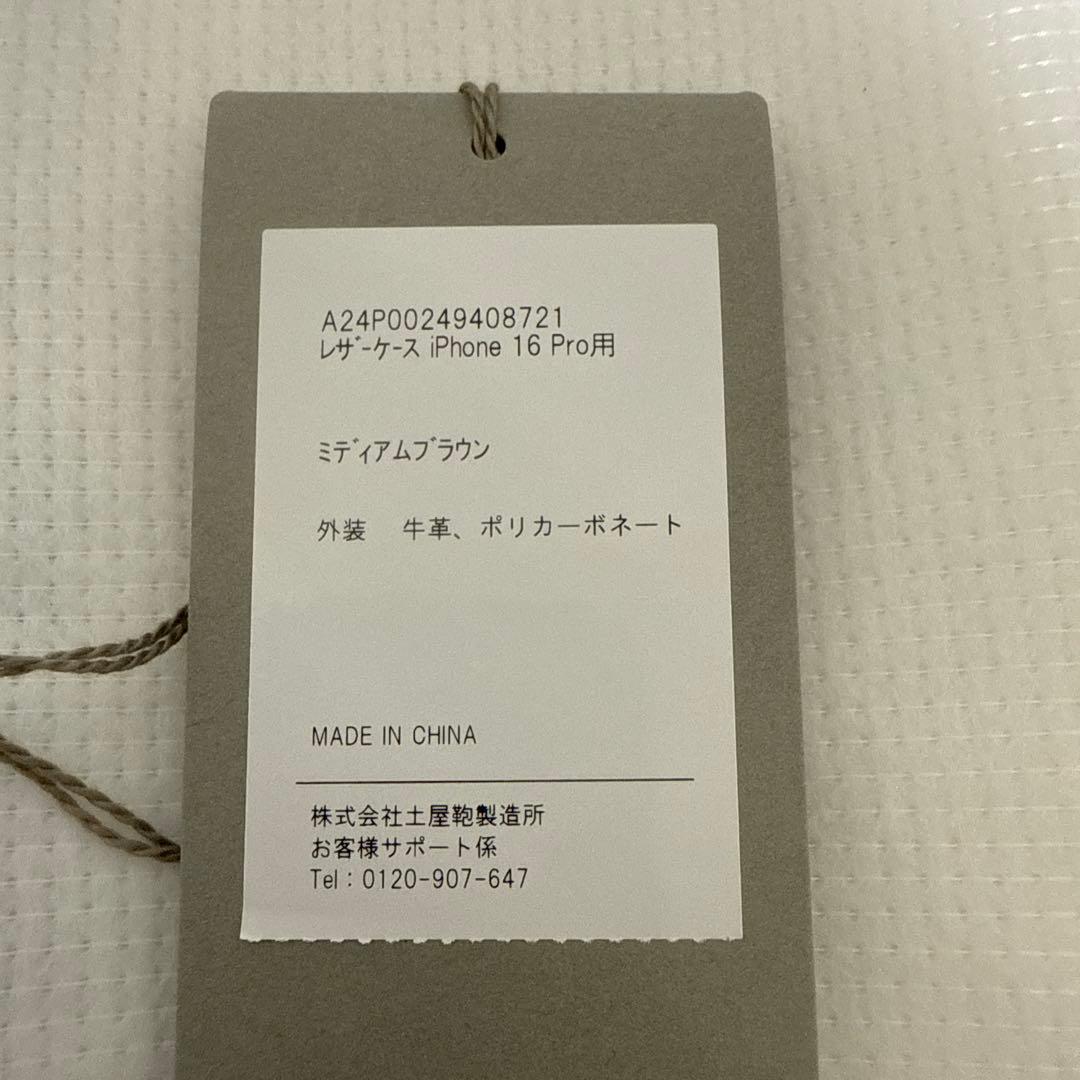 A24P00249408721
ﾚｻﾞｰｹｰｽ iPhone 16 Pro用
ﾐﾃﾞｨｱﾑﾌﾞﾗｳﾝ
外装　牛革、ポリカーボネート
MADE IN CHINA
株式会社土屋鞄製造所
お客様サポート係
Tel：0120-907-647